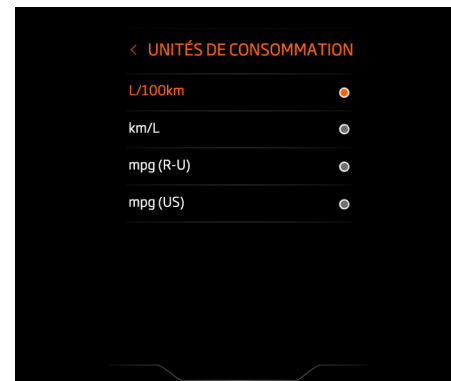 < UNITÉS DE CONSOMMATION
L/100km
km/L
mpg (R-U)
mpg (US)